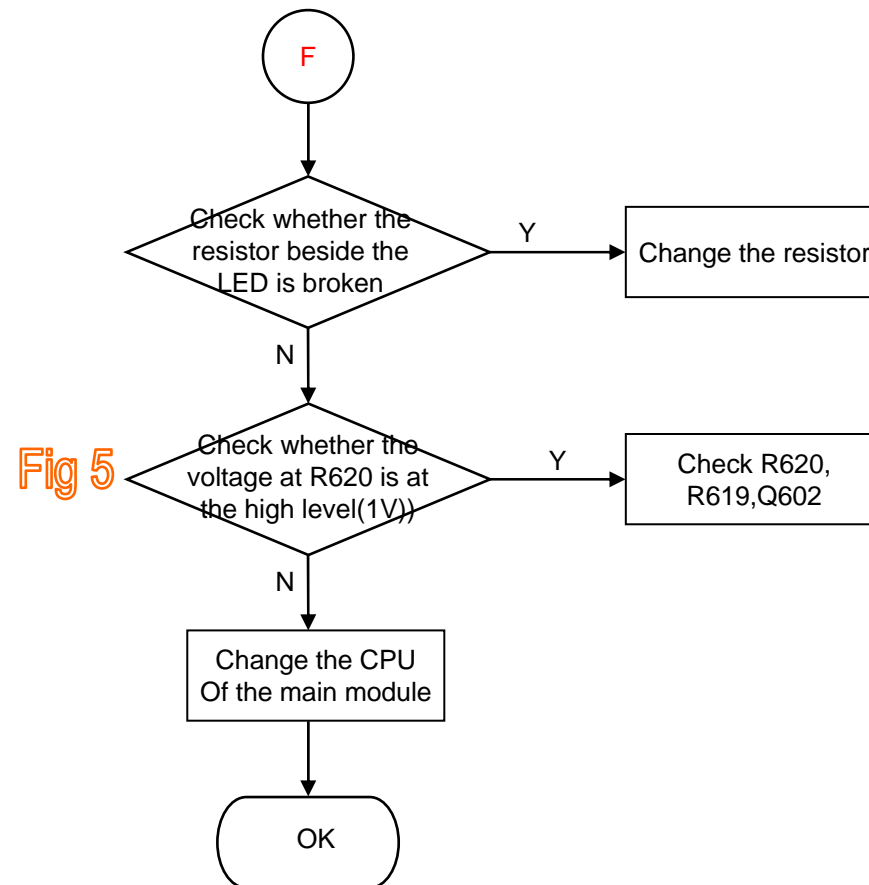 F
Check whether the
resistor beside the
LED is broken
Y
Change the resistor
N
Fig 5
Check whether the
voltage at R620 is at
the high level(1V))
Y
Check R620,
R619,Q602
N
Change the CPU
Of the main module
OK